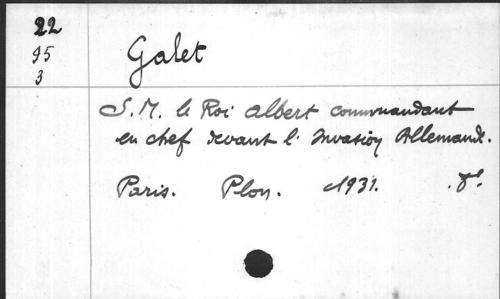 22
95
3
Galet
S. M. le Roi Albert commandant
en chef devant l' Invasion Allemande.
Paris. Plon. 1931. 8°.